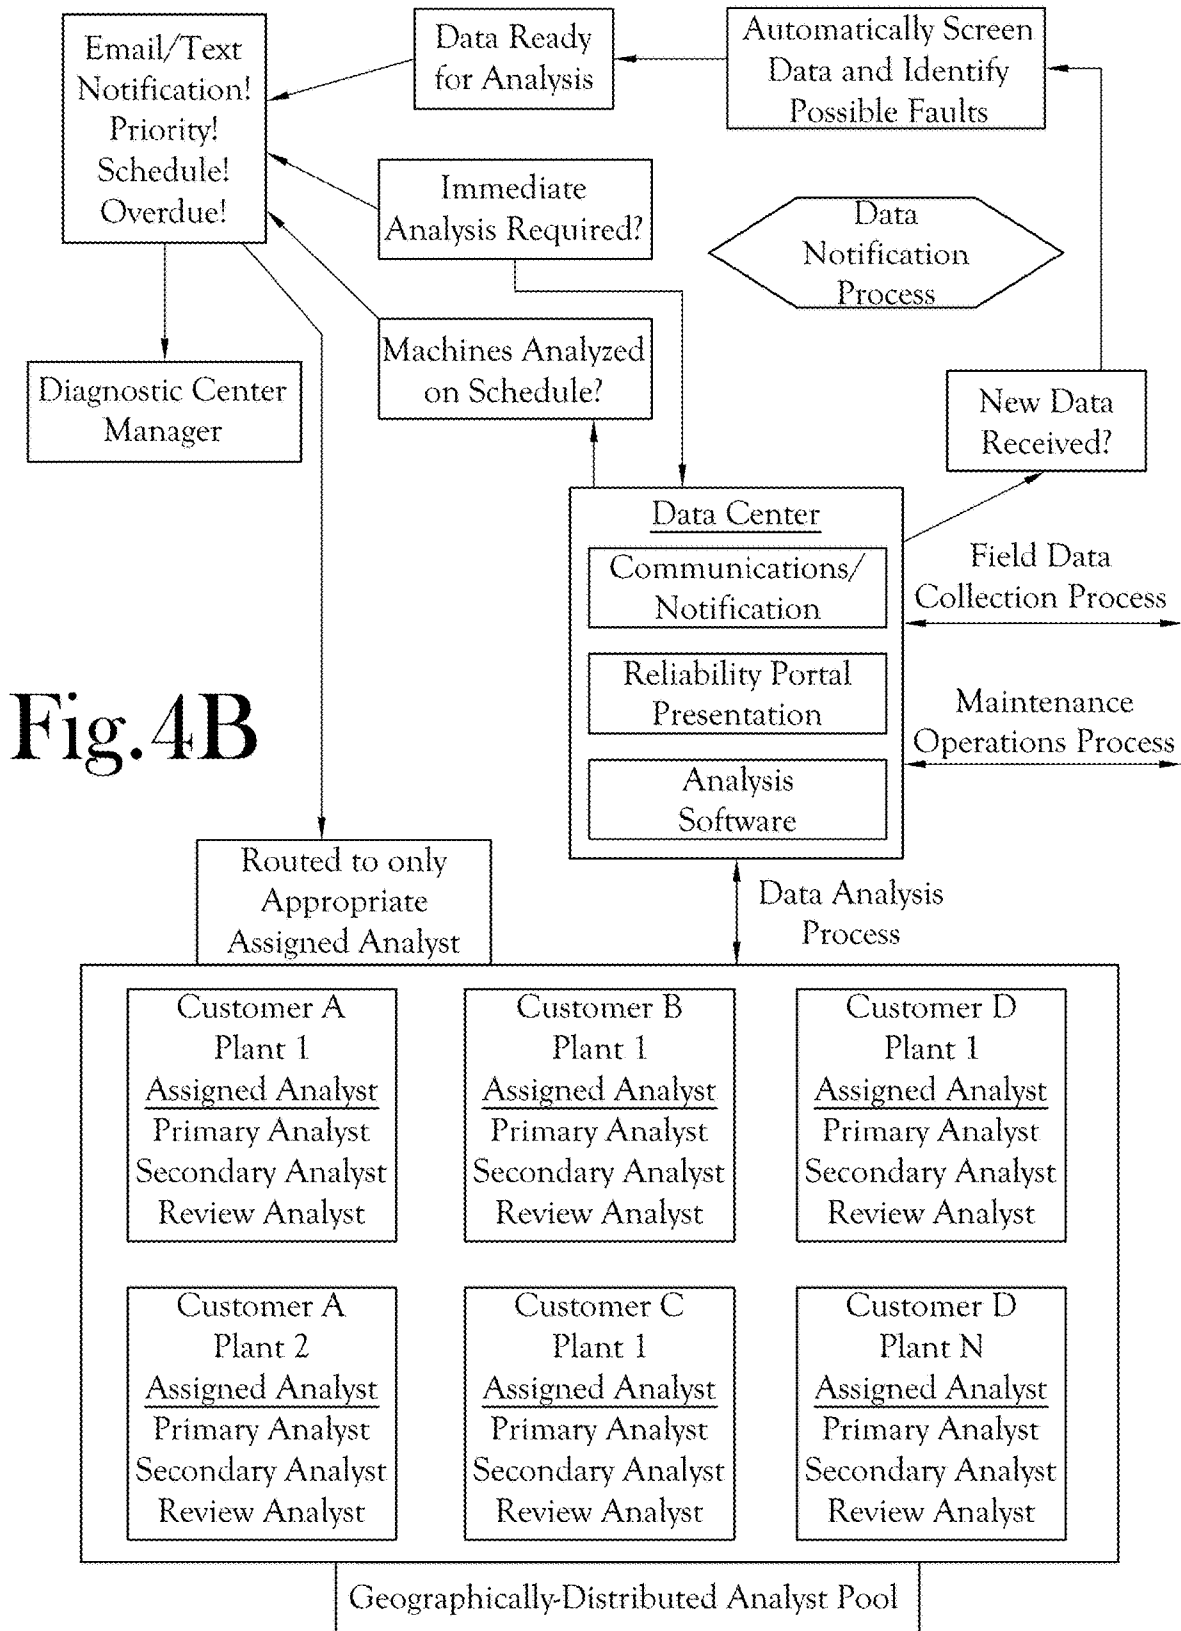 Email/Text
Notification!
Priority!
Schedule!
Overdue!
Data Ready
for Analysis
Automatically Screen
Data and Identify
Possible Faults
Immediate
Analysis Required?
Data
Notification
Process
Machines Analyzed
on Schedule?
Diagnostic Center
Manager
New Data
Received?
Data Center
Communications/
Notification
Reliability Portal
Presentation
Analysis
Software
Field Data
Collection Process
Maintenance
Operations Process
Fig.4B
Routed to only
Appropriate
Assigned Analyst
Data Analysis
Process
Customer A
Plant 1
Assigned Analyst
Primary Analyst
Secondary Analyst
Review Analyst
Customer B
Plant 1
Assigned Analyst
Primary Analyst
Secondary Analyst
Review Analyst
Customer D
Plant 1
Assigned Analyst
Primary Analyst
Secondary Analyst
Review Analyst
Customer A
Plant 2
Assigned Analyst
Primary Analyst
Secondary Analyst
Review Analyst
Customer C
Plant 1
Assigned Analyst
Primary Analyst
Secondary Analyst
Review Analyst
Customer D
Plant N
Assigned Analyst
Primary Analyst
Secondary Analyst
Review Analyst
Geographically-Distributed Analyst Pool